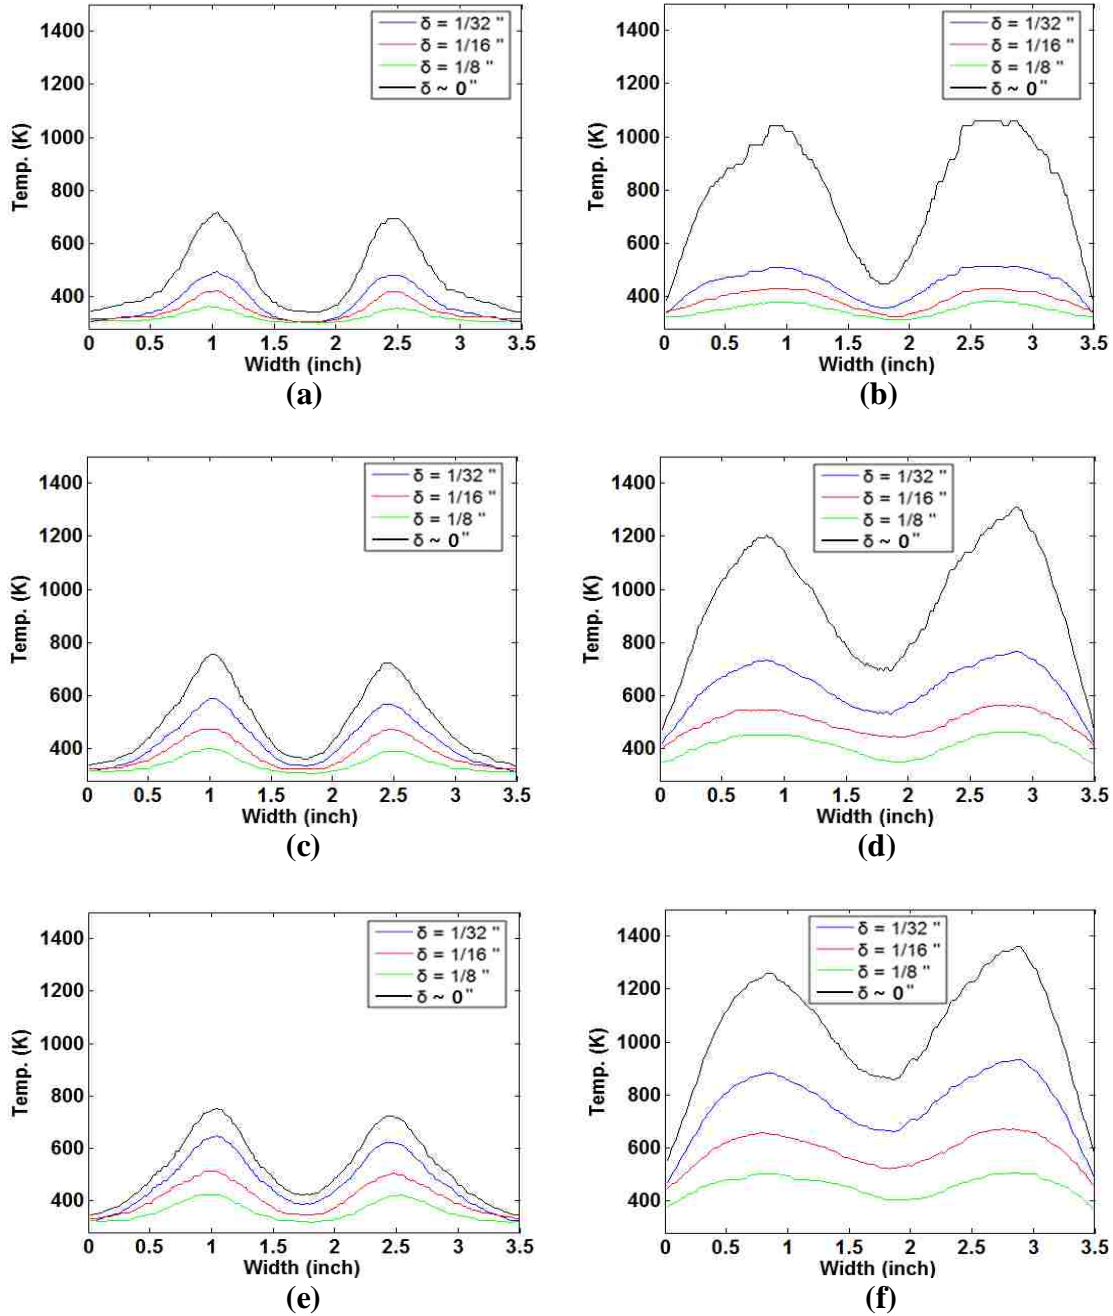 1400
1200
1000
800
600
400
Temp. (K)
δ = 1/32 "
δ = 1/16 "
δ = 1/8 "
δ ~ 0"
0 0.5 1 1.5 2 2.5 3 3.5
Width (inch)
(a)
1400
1200
1000
800
600
400
Temp. (K)
δ = 1/32 "
δ = 1/16 "
δ = 1/8 "
δ ~ 0"
0 0.5 1 1.5 2 2.5 3 3.5
Width (inch)
(b)
1400
1200
1000
800
600
400
Temp. (K)
δ = 1/32 "
δ = 1/16 "
δ = 1/8 "
δ ~ 0"
0 0.5 1 1.5 2 2.5 3 3.5
Width (inch)
(c)
1400
1200
1000
800
600
400
Temp. (K)
δ = 1/32 "
δ = 1/16 "
δ = 1/8 "
δ ~ 0"
0 0.5 1 1.5 2 2.5 3 3.5
Width (inch)
(d)
1400
1200
1000
800
600
400
Temp. (K)
δ = 1/32 "
δ = 1/16 "
δ = 1/8 "
δ ~ 0"
0 0.5 1 1.5 2 2.5 3 3.5
Width (inch)
(e)
1400
1200
1000
800
600
400
Temp. (K)
δ = 1/32 "
δ = 1/16 "
δ = 1/8 "
δ ~ 0"
0 0.5 1 1.5 2 2.5 3 3.5
Width (inch)
(f)